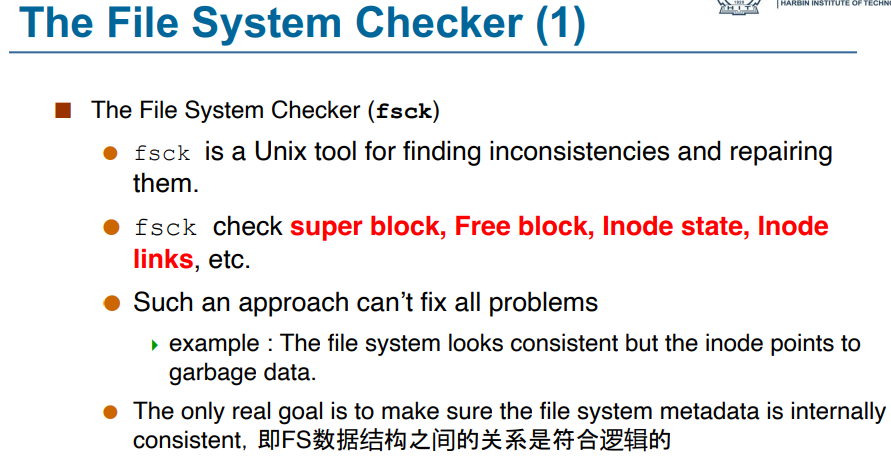 The File System Checker (1)
HARBIN INSTITUTE OF TECHNO
The File System Checker (fsck)
fsck is a Unix tool for finding inconsistencies and repairing
them.
fsck check super block, Free block, Inode state, Inode
links, etc.
Such an approach can’t fix all problems
example : The file system looks consistent but the inode points to
garbage data.
The only real goal is to make sure the file system metadata is internally
consistent, 即FS数据结构之间的关系是符合逻辑的